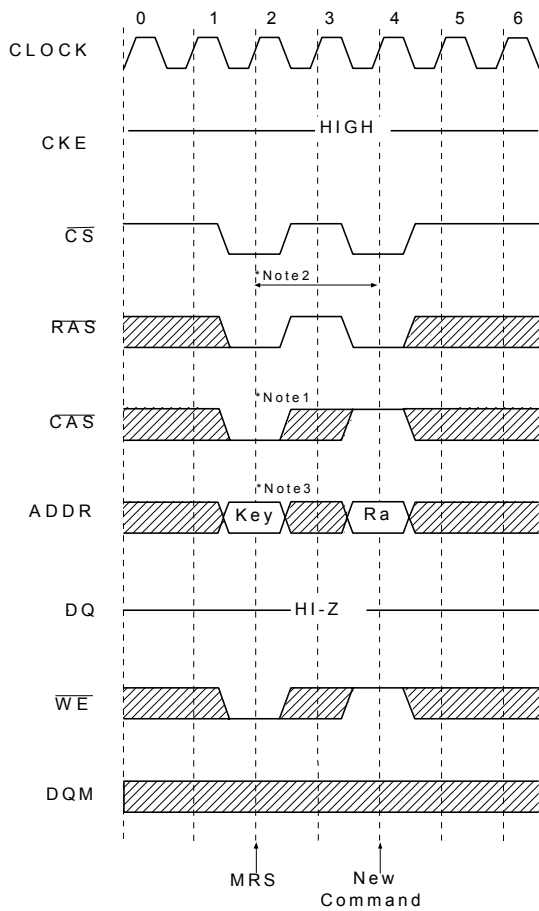 0 1 2 3 4 5 6
CLOCK
HIGH
CKE
CS
*Note2
RAS
*Note1
CAS
*Note3
ADDR Key Ra
DQ HI-Z
WE
DQM
MRS New
Command